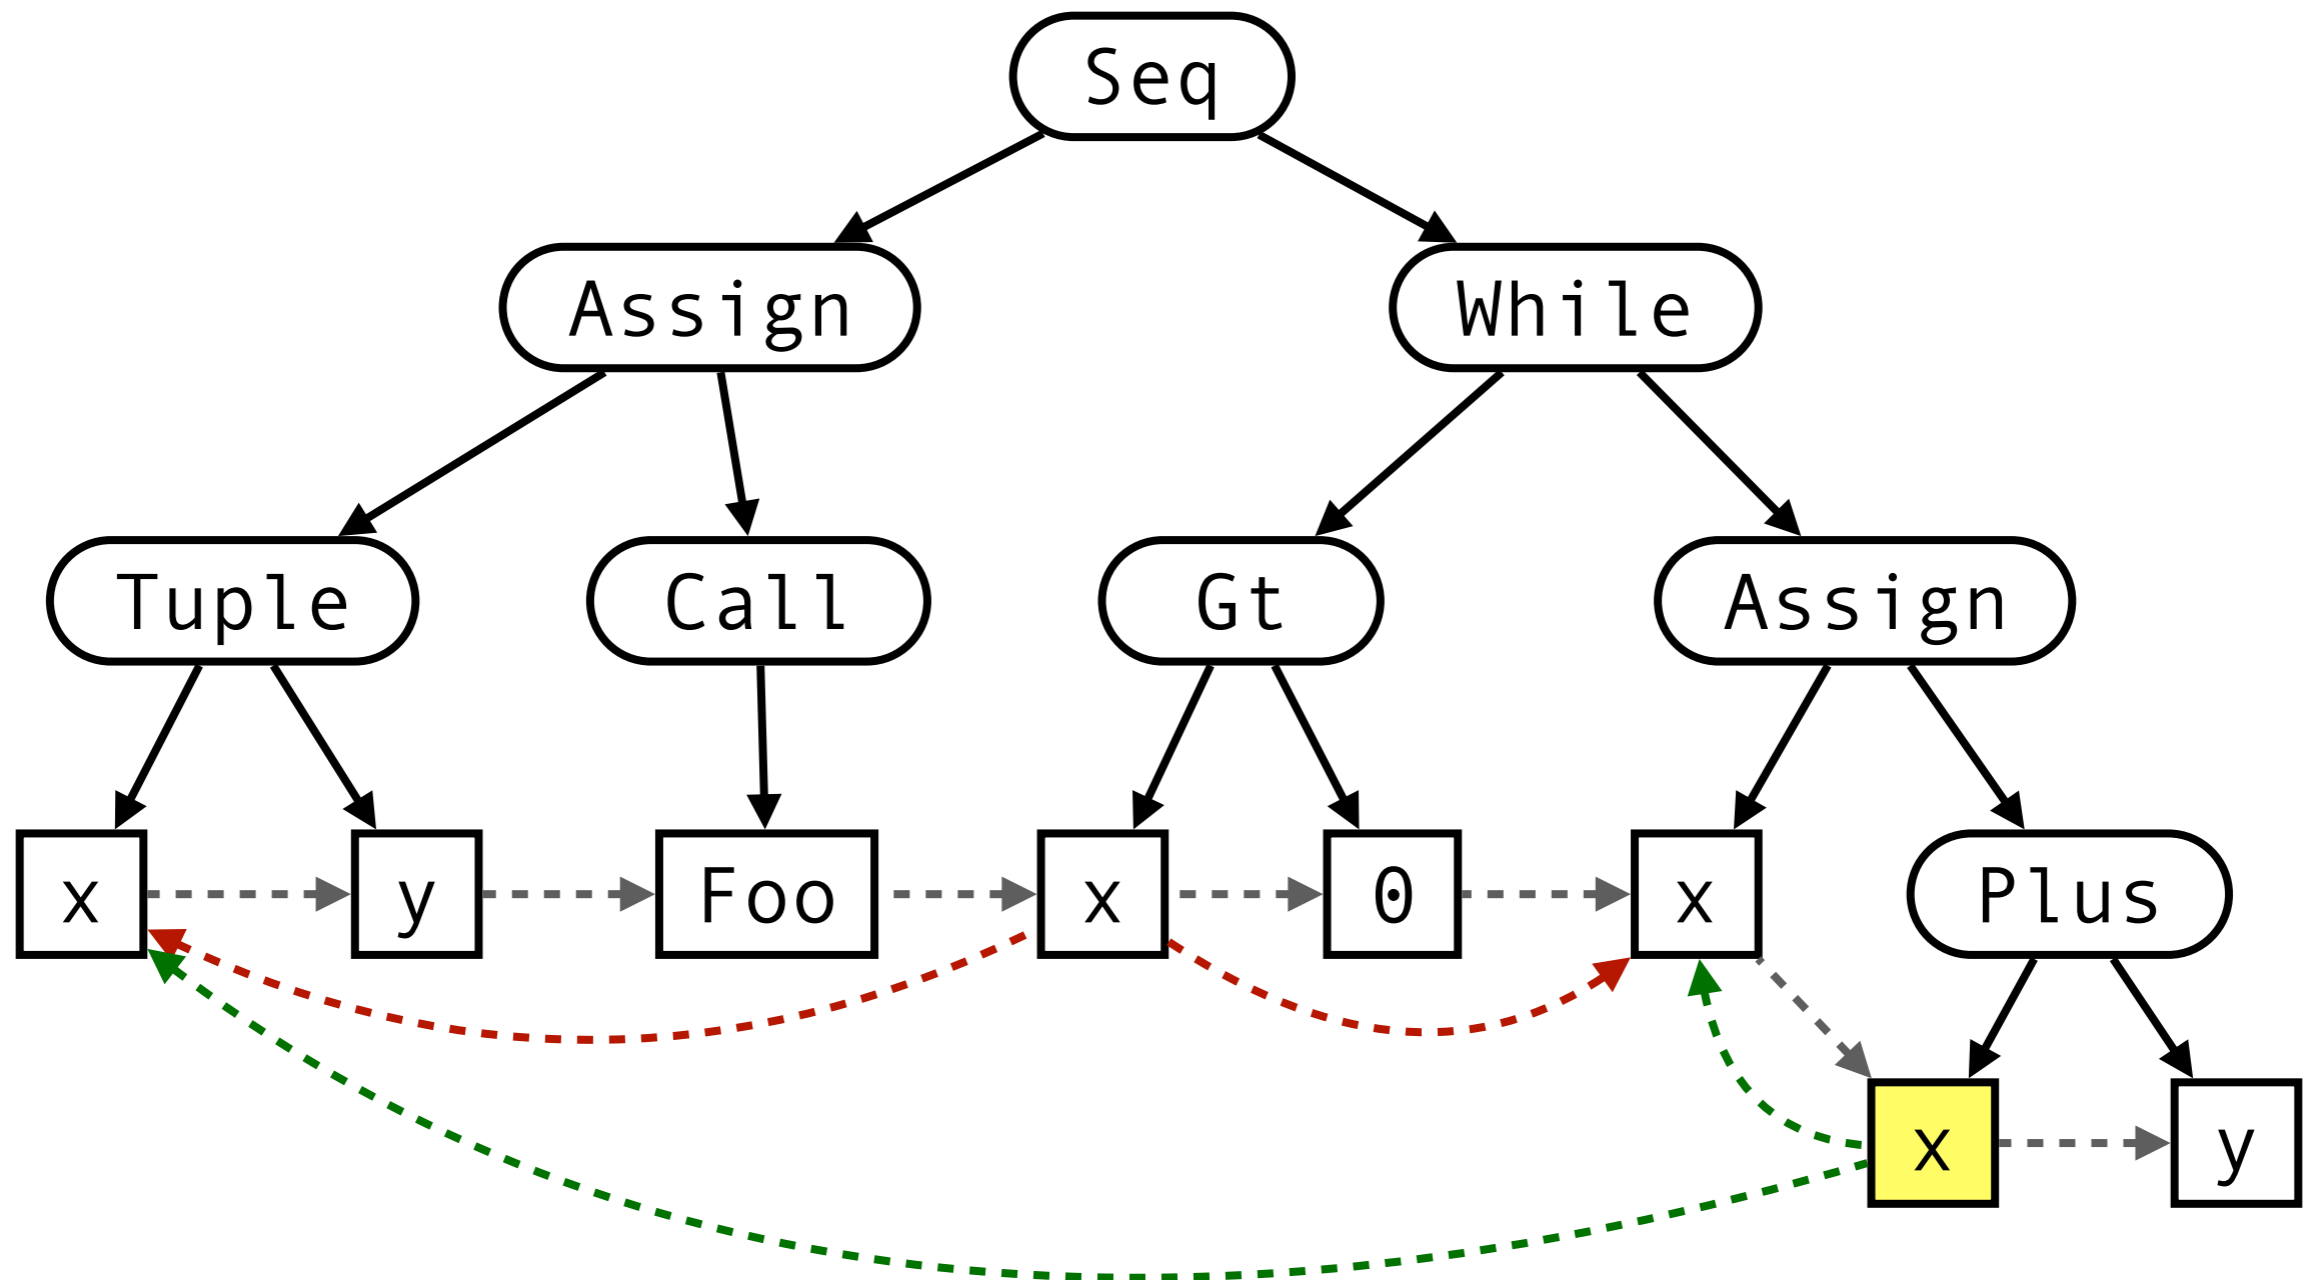 Seq
Assign While
Tuple Call Gt Assign
x y Foo x 0 x Plus
x y